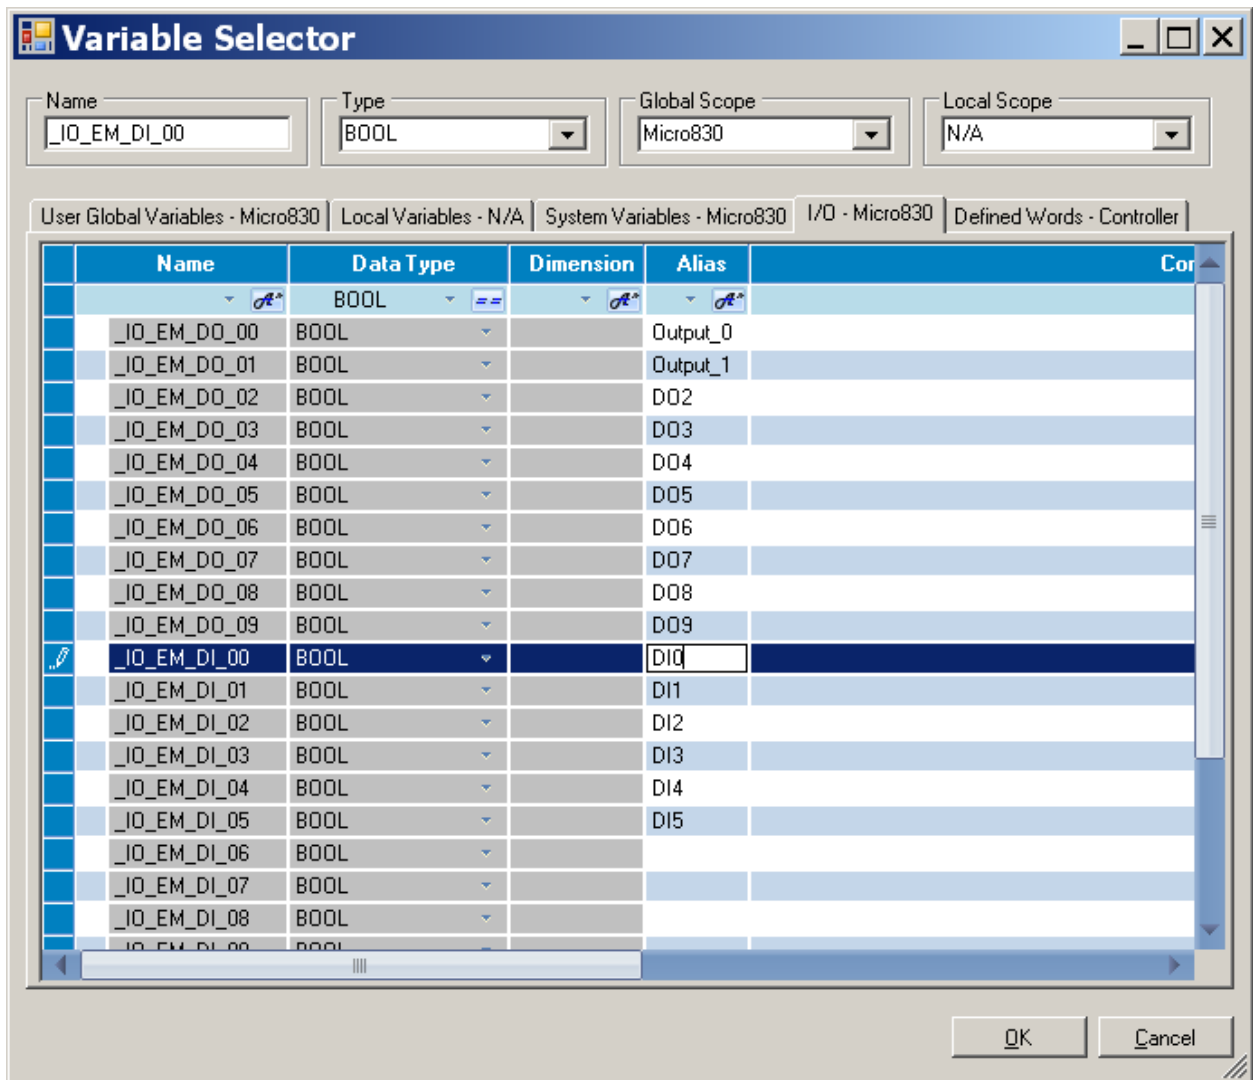 Variable Selector
Name Type Global Scope Local Scope
_IO_EM_DI_00 BOOL Micro830 N/A
User Global Variables - Micro830 Local Variables - N/A System Variables - Micro830 I/O - Micro830 Defined Words - Controller
Name Data Type Dimension Alias Cor
BOOL ==
_IO_EM_DO_00 BOOL Output_0
_IO_EM_DO_01 BOOL Output_1
_IO_EM_DO_02 BOOL DO2
_IO_EM_DO_03 BOOL DO3
_IO_EM_DO_04 BOOL DO4
_IO_EM_DO_05 BOOL DO5
_IO_EM_DO_06 BOOL DO6
_IO_EM_DO_07 BOOL DO7
_IO_EM_DO_08 BOOL DO8
_IO_EM_DO_09 BOOL DO9
_IO_EM_DI_00 BOOL DI0
_IO_EM_DI_01 BOOL DI1
_IO_EM_DI_02 BOOL DI2
_IO_EM_DI_03 BOOL DI3
_IO_EM_DI_04 BOOL DI4
_IO_EM_DI_05 BOOL DI5
_IO_EM_DI_06 BOOL
_IO_EM_DI_07 BOOL
_IO_EM_DI_08 BOOL
OK Cancel